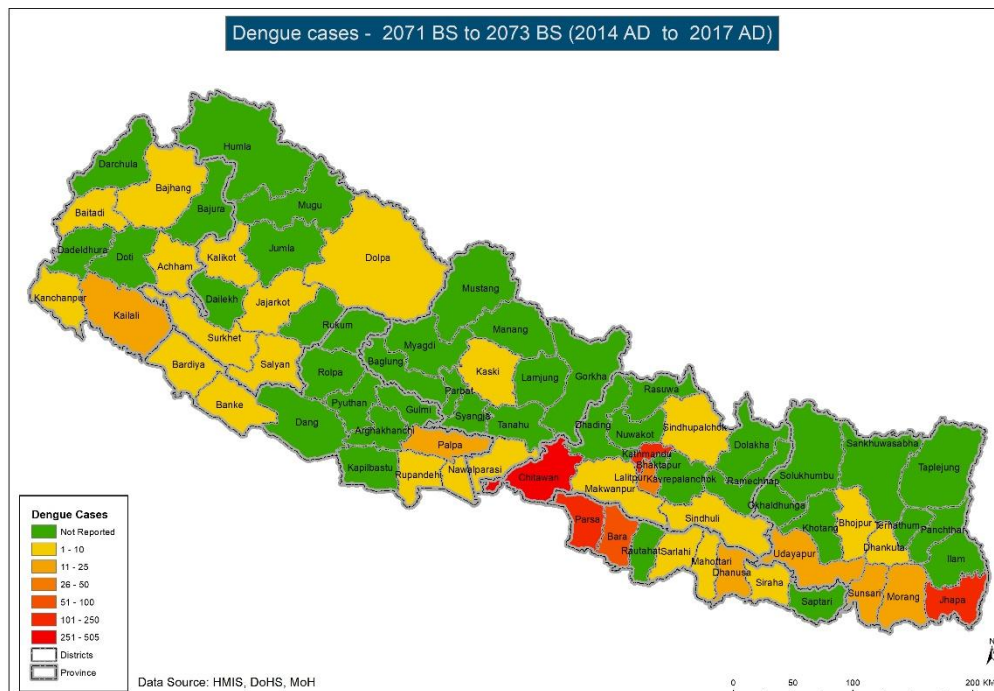 Dengue cases - 2071 BS to 2073 BS (2014 AD to 2017 AD)
Humla
Darchula
Bajhang
Mugu
Baitadi
Bajura
Jumla
Dadeldhura
Doti
Kalikot
Dolpa
Achham
Mustang
Dailekh
Kanchanpur
Jajarkot
Kailali
Rukum
Manang
Surkhet
Myagdi
Bardiya
Salyan
Baglung
Kaski
Lamjung
Gorkha
Rolpa
Parbat
Rasuwa
Banke
Pyuthan
Gulmi
Syangja
Tanahu
Dhading
Nuwakot
Sindhupalchok
Dang
Arghakhanchi
Palpa
Dolakha
Sankhuwasabha
Kathmandu
Bhaktapur
Taplejung
Kapilbastu
Rupandehi
Nawalparasi
Chitawan
Lalitpur
Kavrepalanchok
Ramechhap
Solukhumbu
Makwanpur
Okhaldhunga
Sindhuli
Khotang
Bhojpur
Terhathum
Panchthar
Parsa
Bara
Rautahat
Sarlahi
Mahottari
Dhanusa
Udayapur
Dhankuta
Ilam
Siraha
Saptari
Sunsari
Morang
Jhapa
Dengue Cases
Not Reported
1 - 10
11 - 25
26 - 50
51 - 100
101 - 250
251 - 505
Districts
Province
Data Source: HMIS, DoHS, MoH
N
0 50 100 200 KM